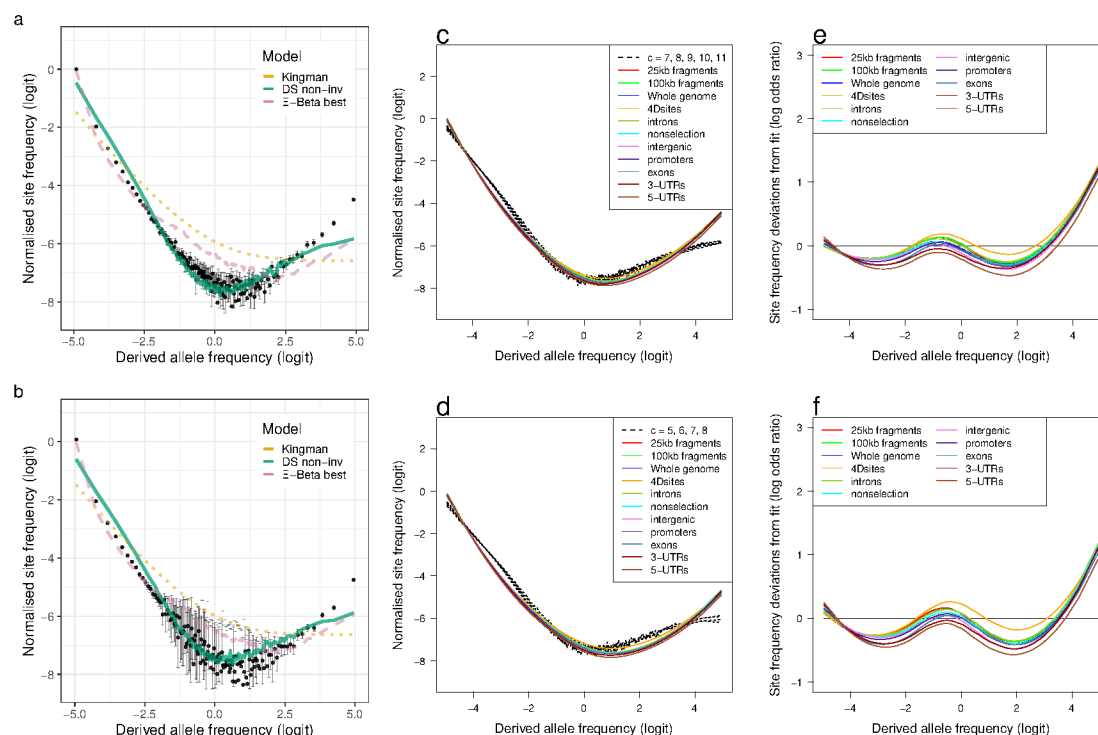 a
Normalised site frequency (logit)
0
−2
−4
−6
−8
Model
Kingman
DS non−inv
Ξ−Beta best
−5.0
−2.5
0.0
2.5
5.0
Derived allele frequency (logit)
c
Normalised site frequency (logit)
2
0
−2
−4
−6
−8
c = 7, 8, 9, 10, 11
25kb fragments
100kb fragments
Whole genome
4Dsites
introns
nonselection
intergenic
promoters
exons
3−UTRs
5−UTRs
−4
−2
0
2
4
Derived allele frequency (logit)
e
Site frequency deviations from fit (log odds ratio)
3
2
1
0
−1
25kb fragments
100kb fragments
Whole genome
4Dsites
introns
nonselection
intergenic
promoters
exons
3−UTRs
5−UTRs
−4
−2
0
2
4
Derived allele frequency (logit)
b
Normalised site frequency (logit)
0
−2
−4
−6
−8
Model
Kingman
DS non−inv
Ξ−Beta best
−5.0
−2.5
0.0
2.5
5.0
Derived allele frequency (logit)
d
Normalised site frequency (logit)
2
0
−2
−4
−6
−8
c = 5, 6, 7, 8
25kb fragments
100kb fragments
Whole genome
4Dsites
introns
nonselection
intergenic
promoters
exons
3−UTRs
5−UTRs
−4
−2
0
2
4
Derived allele frequency (logit)
f
Site frequency deviations from fit (log odds ratio)
3
2
1
0
−1
25kb fragments
100kb fragments
Whole genome
4Dsites
introns
nonselection
intergenic
promoters
exons
3−UTRs
5−UTRs
−4
−2
0
2
4
Derived allele frequency (logit)